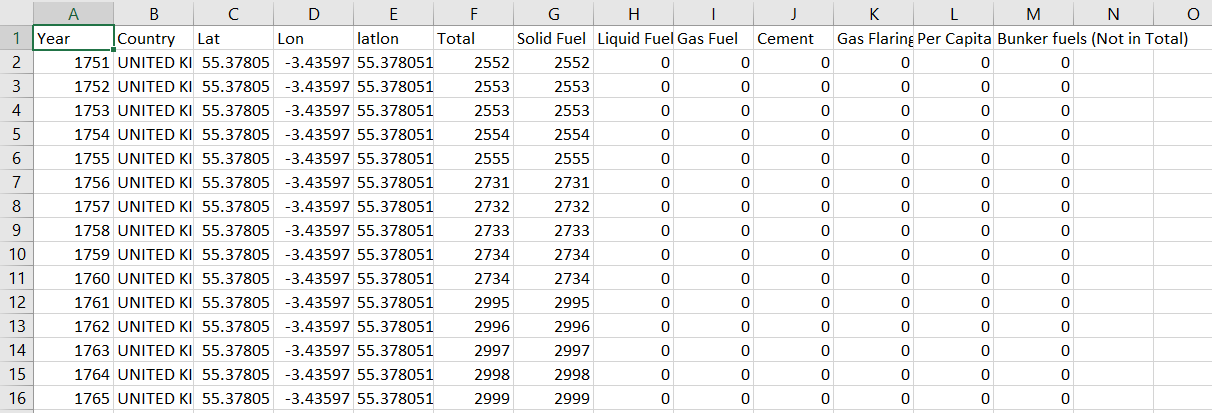 A B C D E F G H I J K L M N O
1 Year Country Lat Lon latlon Total Solid Fuel Liquid Fuel Gas Fuel Cement Gas Flaring Per Capita Bunker fuels (Not in Total)
2 1751 UNITED KI 55.37805 -3.43597 55.378051 2552 2552 0 0 0 0 0 0
3 1752 UNITED KI 55.37805 -3.43597 55.378051 2553 2553 0 0 0 0 0 0
4 1753 UNITED KI 55.37805 -3.43597 55.378051 2553 2553 0 0 0 0 0 0
5 1754 UNITED KI 55.37805 -3.43597 55.378051 2554 2554 0 0 0 0 0 0
6 1755 UNITED KI 55.37805 -3.43597 55.378051 2555 2555 0 0 0 0 0 0
7 1756 UNITED KI 55.37805 -3.43597 55.378051 2731 2731 0 0 0 0 0 0
8 1757 UNITED KI 55.37805 -3.43597 55.378051 2732 2732 0 0 0 0 0 0
9 1758 UNITED KI 55.37805 -3.43597 55.378051 2733 2733 0 0 0 0 0 0
10 1759 UNITED KI 55.37805 -3.43597 55.378051 2734 2734 0 0 0 0 0 0
11 1760 UNITED KI 55.37805 -3.43597 55.378051 2734 2734 0 0 0 0 0 0
12 1761 UNITED KI 55.37805 -3.43597 55.378051 2995 2995 0 0 0 0 0 0
13 1762 UNITED KI 55.37805 -3.43597 55.378051 2996 2996 0 0 0 0 0 0
14 1763 UNITED KI 55.37805 -3.43597 55.378051 2997 2997 0 0 0 0 0 0
15 1764 UNITED KI 55.37805 -3.43597 55.378051 2998 2998 0 0 0 0 0 0
16 1765 UNITED KI 55.37805 -3.43597 55.378051 2999 2999 0 0 0 0 0 0